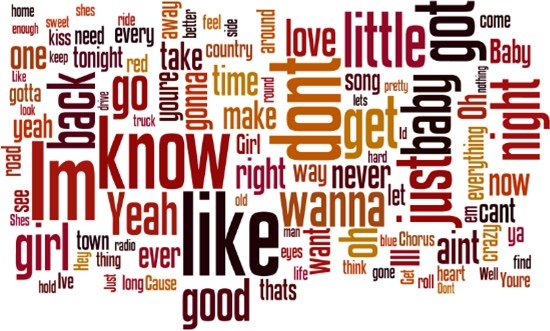 home
shes
ride
away
better
feel
side
around
come
enough
sweet
kiss
need
every
like
country
love
little
got
Baby
one
keep
tonight
red
youre
take
time
song
pretty
nothing
Like
gotta
back
drive
go
gonna
make
round
dont
lets
get
baby
Oh
night
look
yeah
truck
know
Girl
Id
hard
just
everything
road
Im
right
way
never
let
em
now
see
Shes
Yeah
like
old
wanna
cant
girl
Hey
town
radio
ever
man
eyes
want
oh
blue
Chorus
aint
crazy
ya
thing
life
think
gone
Ill
Get
roll
heart
Well
find
hold
Ive
Just
long
Cause
good
thats
Dont
Youre